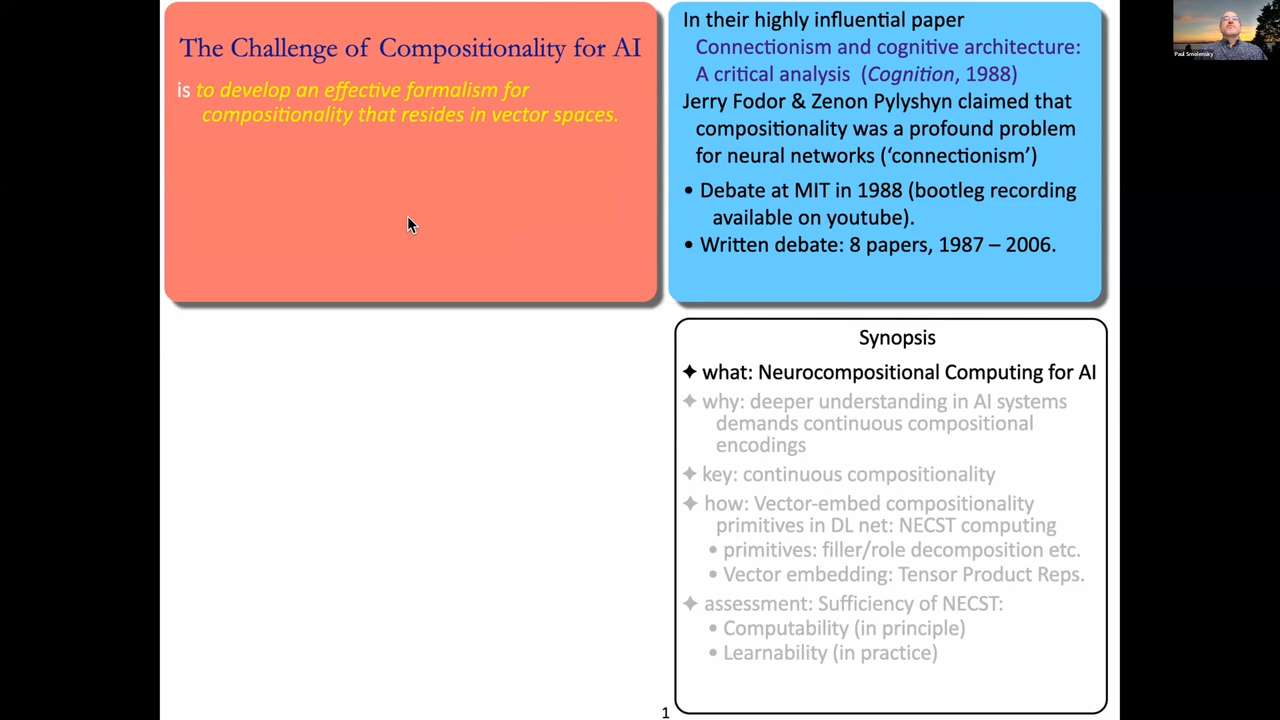 The Challenge of Compositionality for AI
is to develop an effective formalism for
compositionality that resides in vector spaces.
In their highly influential paper
Connectionism and cognitive architecture:
A critical analysis (Cognition, 1988)
Jerry Fodor & Zenon Pylyshyn claimed that
compositionality was a profound problem
for neural networks (‘connectionism’)
• Debate at MIT in 1988 (bootleg recording
available on youtube).
• Written debate: 8 papers, 1987 – 2006.
Paul Smolensky
Synopsis
✦ what: Neurocompositional Computing for AI
✦ why: deeper understanding in AI systems
demands continuous compositional
encodings
✦ key: continuous compositionality
✦ how: Vector-embed compositionality
primitives in DL net: NECST computing
• primitives: filler/role decomposition etc.
• Vector embedding: Tensor Product Reps.
✦ assessment: Sufficiency of NECST:
• Computability (in principle)
• Learnability (in practice)
1